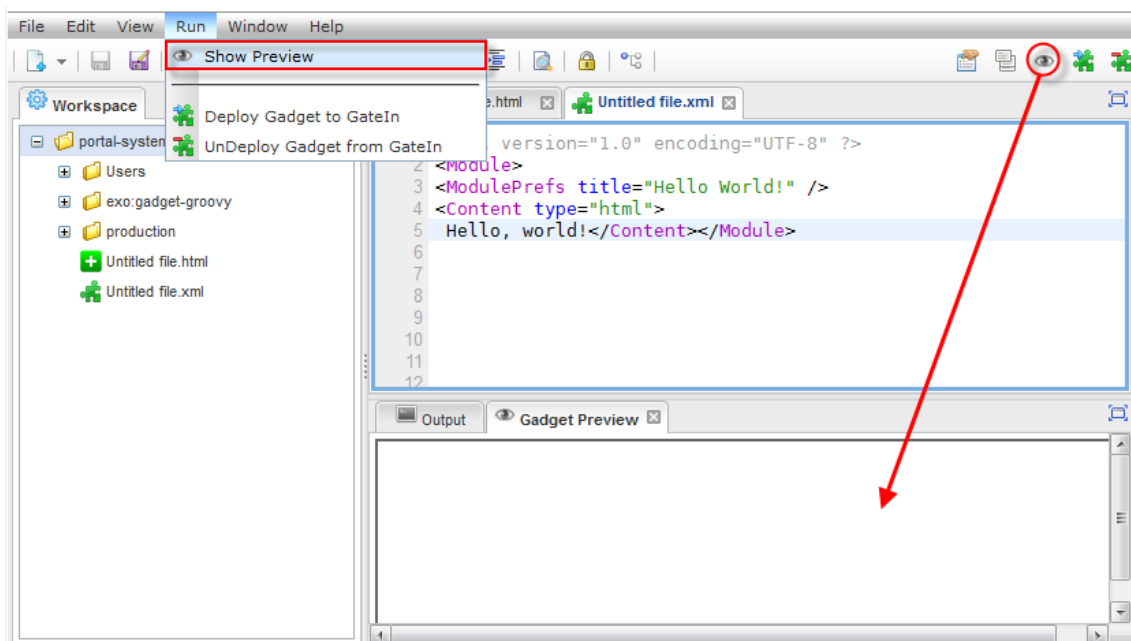 File Edit View Run Window Help
Show Preview
Deploy Gadget to GateIn
UnDeploy Gadget from GateIn
Workspace
portal-system
Users
exo:gadget-groovy
production
Untitled file.html
Untitled file.xml
e.html Untitled file.xml
version="1.0" encoding="UTF-8" ?>
2 <Module>
3 <ModulePrefs title="Hello World!" />
4 <Content type="html">
5 Hello, world!</Content></Module>
6
7
8
9
10
11
12
Output Gadget Preview